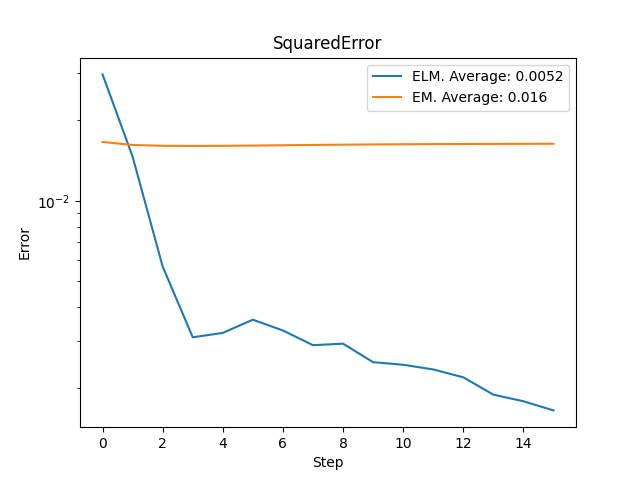 SquaredError
ELM. Average: 0.0052
EM. Average: 0.016
10⁻²
Error
0 2 4 6 8 10 12 14
Step